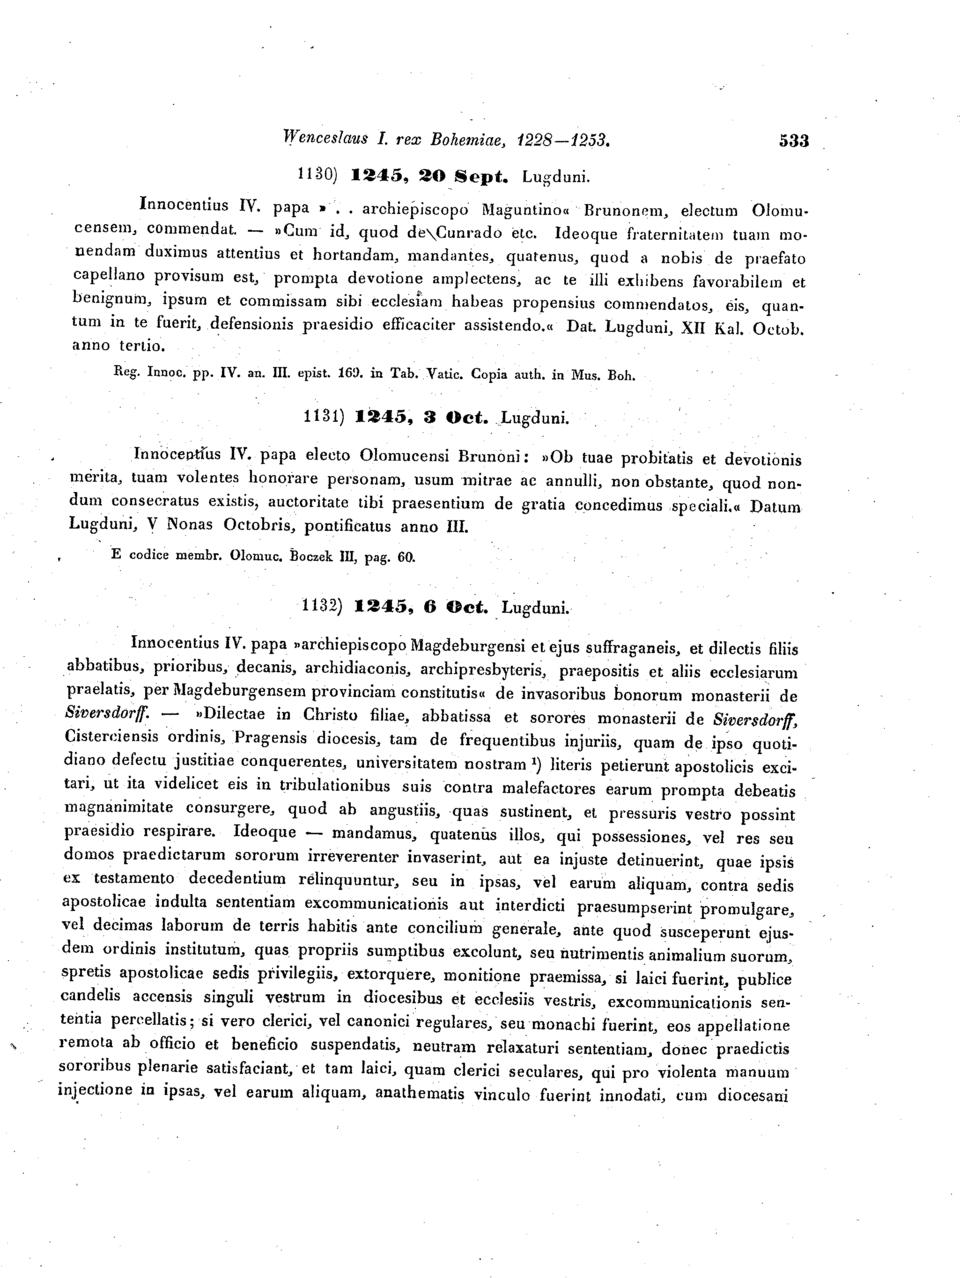 Wenceslaus I. rex Bohemiae, 1228—1253. 533
1130) 1245, 20 Sept. Lugduni.
Innocentius IV. papa » . . archiepiscopo Maguntino« Brunonem, electum Olomu-
censem, commendat. — »Cum id, quod de Cunrado etc. Ideoque fraternitatem tuam mo-
nendam duximus attentius et hortandam, mandantes, quatenus, quod a nobis de praefato
capellano provisum est, prompta devotione amplectens, ac te illi exhibens favorabilem et
benignum, ipsum et commissam sibi ecclesiam habeas propensius commendatos, eis, quan-
tum in te fuerit, defensionis praesidio efficaciter assistendo.« Dat. Lugduni, XII Kal. Octob.
anno tertio.
Reg. Innoc. pp. IV. an. III. epist. 169. in Tab. Vatic. Copia auth. in Mus. Boh.
1131) 1245, 3 Oct. Lugduni.
Innocentius IV. papa electo Olomucensi Brunoni: »Ob tuae probitatis et devotionis
merita, tuam volentes honorare personam, usum mitrae ac annulli, non obstante, quod non-
dum consecratus existis, auctoritate tibi praesentium de gratia concedimus speciali.« Datum
Lugduni, V Nonas Octobris, pontificatus anno III.
E codice membr. Olomuc. Boczek III, pag. 60.
1132) 1245, 6 Oct. Lugduni.
Innocentius IV. papa »archiepiscopo Magdeburgensi et ejus suffraganeis, et dilectis filiis
abbatibus, prioribus, decanis, archidiaconis, archipresbyteris, praepositis et aliis ecclesiarum
praelatis, per Magdeburgensem provinciam constitutis« de invasoribus bonorum monasterii de
Siversdorff. — »Dilectae in Christo filiae, abbatissa et sorores monasterii de Siversdorff,
Cisterciensis ordinis, Pragensis diocesis, tam de frequentibus injuriis, quam de ipso quoti-
diano defectu justitiae conquerentes, universitatem nostram ¹) literis petierunt apostolicis exci-
tari, ut ita videlicet eis in tribulationibus suis contra malefactores earum prompta debeatis
magnanimitate consurgere, quod ab angustiis, quas sustinent, et pressuris vestro possint
praesidio respirare. Ideoque — mandamus, quatenus illos, qui possessiones, vel res seu
domos praedictarum sororum irreverenter invaserint, aut ea injuste detinuerint, quae ipsis
ex testamento decedentium relinquuntur, seu in ipsas, vel earum aliquam, contra sedis
apostolicae indulta sententiam excommunicationis aut interdicti praesumpserint promulgare,
vel decimas laborum de terris habitis ante concilium generale, ante quod susceperunt ejus-
dem ordinis institutum, quas propriis sumptibus excolunt, seu nutrimentis animalium suorum,
spretis apostolicae sedis privilegiis, extorquere, monitione praemissa, si laici fuerint, publice
candelis accensis singuli vestrum in diocesibus et ecclesiis vestris, excommunicationis sen-
tentia percellatis; si vero clerici, vel canonici regulares, seu monachi fuerint, eos appellatione
remota ab officio et beneficio suspendatis, neutram relaxaturi sententiam, donec praedictis
sororibus plenarie satisfaciant, et tam laici, quam clerici seculares, qui pro violenta manuum
injectione in ipsas, vel earum aliquam, anathematis vinculo fuerint innodati, cum diocesani